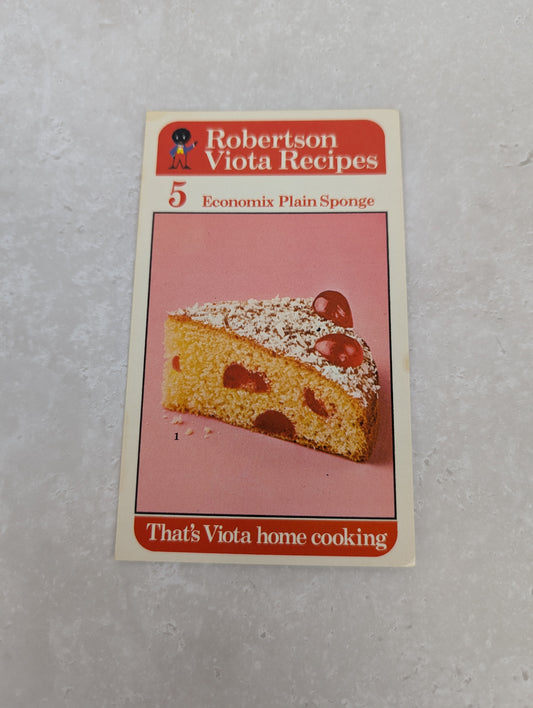 Robertson
Viota Recipes
5 Economix Plain Sponge
1
That's Viota home cooking